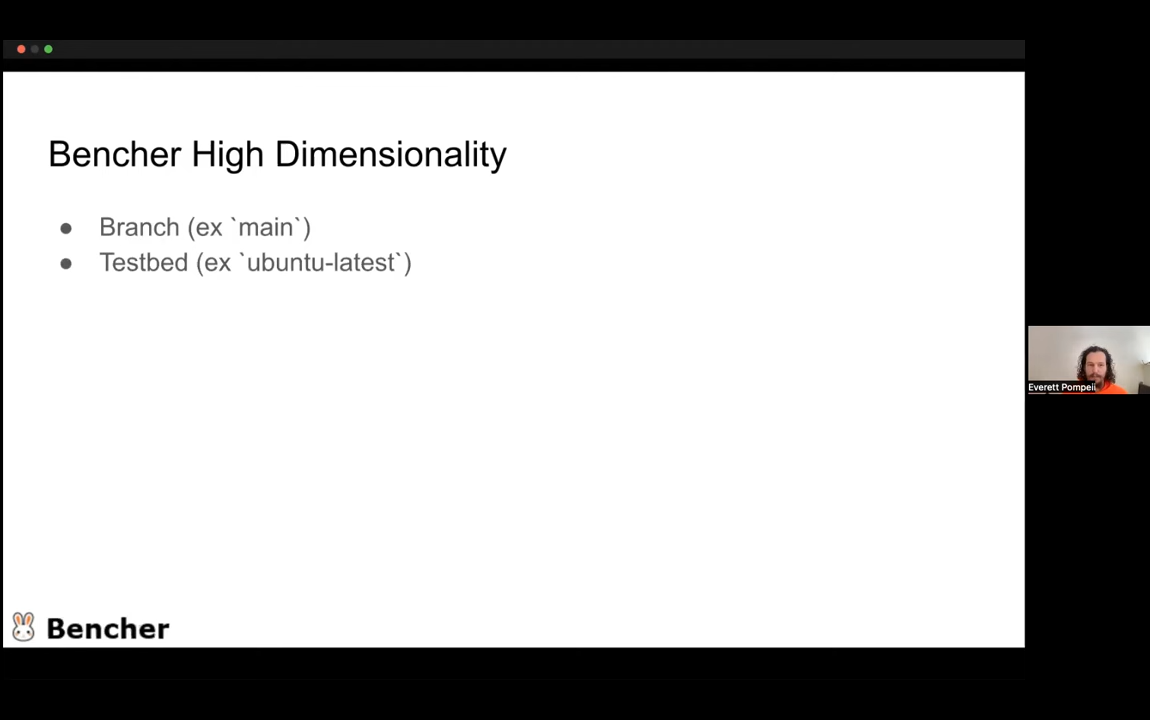 Bencher High Dimensionality
● Branch (ex `main`)
● Testbed (ex `ubuntu-latest`)
Everett Pompeii
Bencher